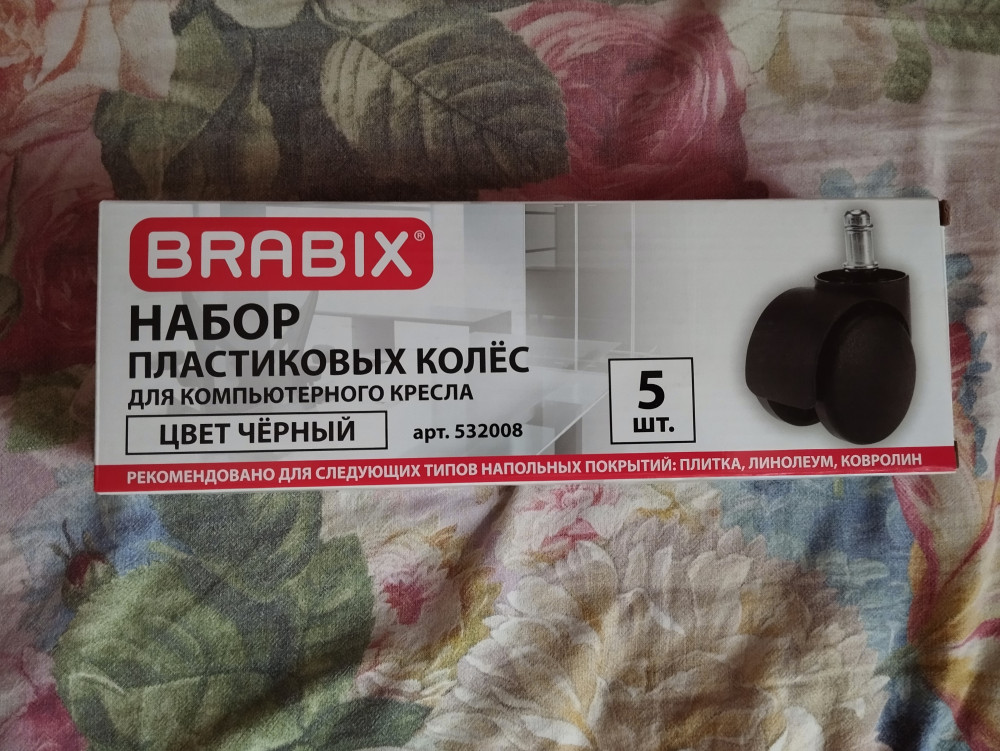 BRABIX®
НАБОР
ПЛАСТИКОВЫХ КОЛЁС
ДЛЯ КОМПЬЮТЕРНОГО КРЕСЛА
ЦВЕТ ЧЁРНЫЙ
арт. 532008
5
шт.
РЕКОМЕНДОВАНО ДЛЯ СЛЕДУЮЩИХ ТИПОВ НАПОЛЬНЫХ ПОКРЫТИЙ: ПЛИТКА, ЛИНОЛЕУМ, КОВРОЛИН